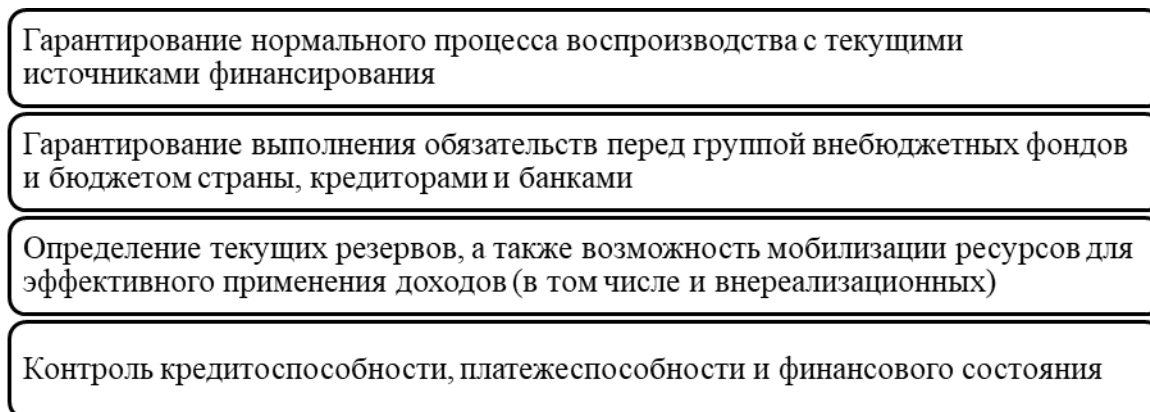 Гарантирование нормального процесса воспроизводства с текущими
источниками финансирования
Гарантирование выполнения обязательств перед группой внебюджетных фондов
и бюджетом страны, кредиторами и банками
Определение текущих резервов, а также возможность мобилизации ресурсов для
эффективного применения доходов (в том числе и внереализационных)
Контроль кредитоспособности, платежеспособности и финансового состояния